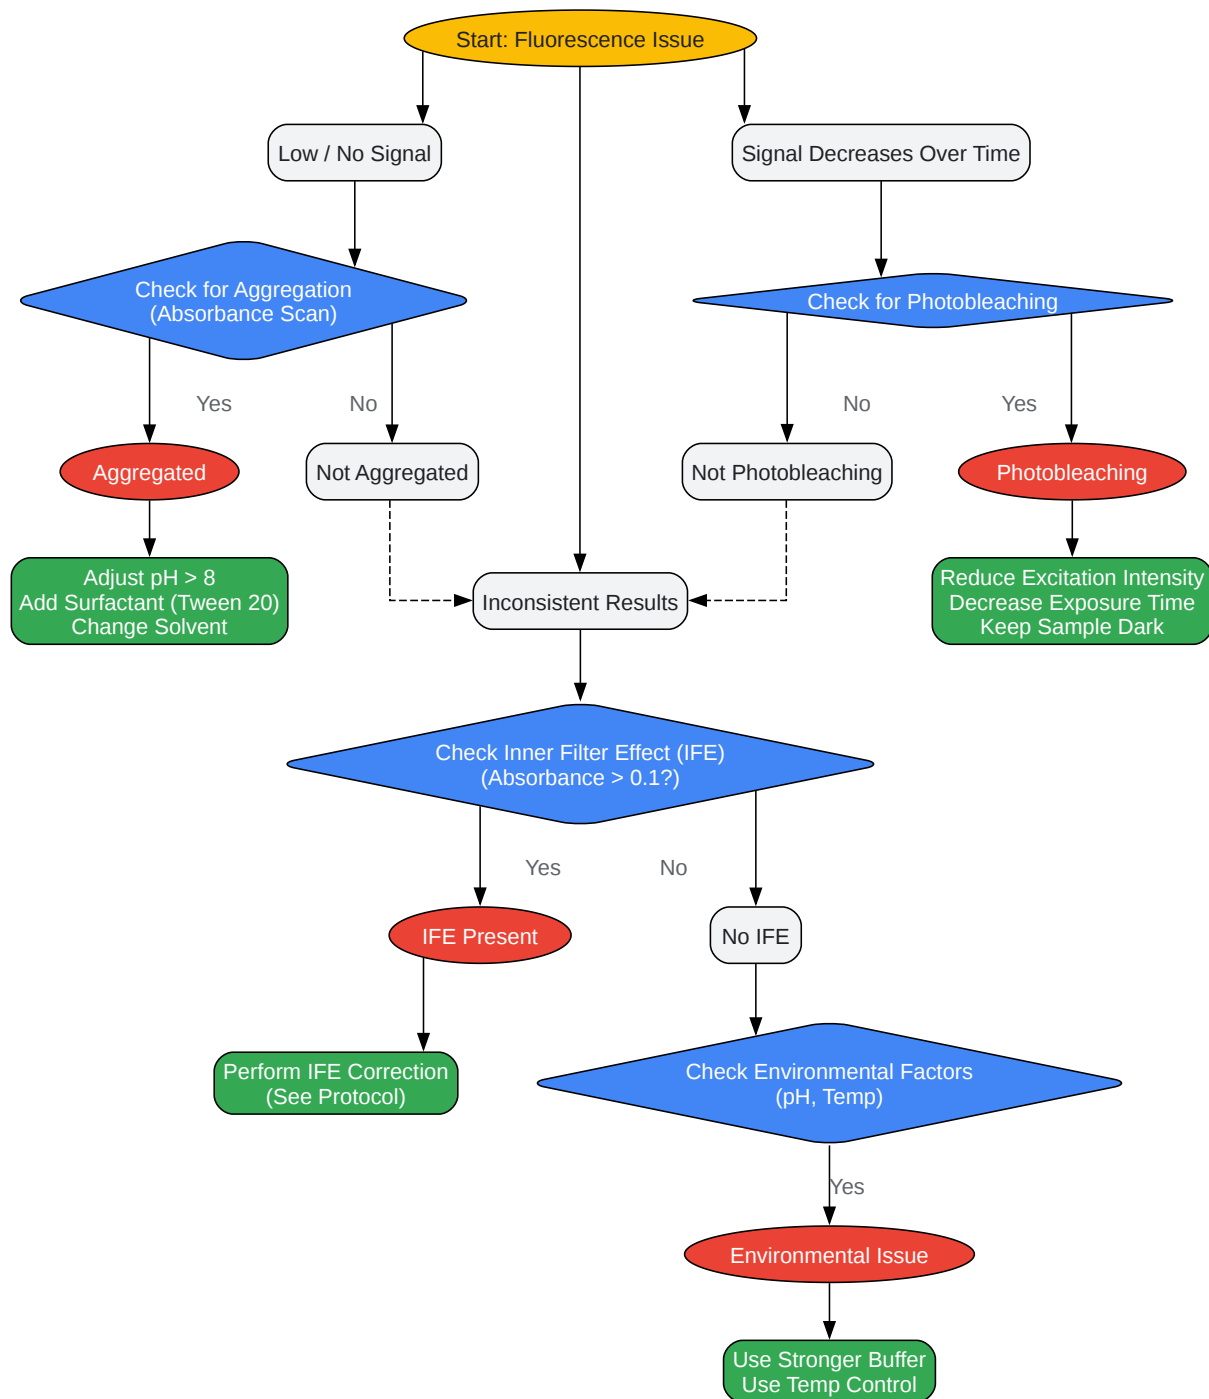 Start: Fluorescence Issue
Low / No Signal
Signal Decreases Over Time
Check for Aggregation
(Absorbance Scan)
Check for Photobleaching
Yes
No
No
Yes
Aggregated
Not Aggregated
Not Photobleaching
Photobleaching
Adjust pH > 8
Add Surfactant (Tween 20)
Change Solvent
Inconsistent Results
Reduce Excitation Intensity
Decrease Exposure Time
Keep Sample Dark
Check Inner Filter Effect (IFE)
(Absorbance > 0.1?)
Yes
No
IFE Present
No IFE
Perform IFE Correction
(See Protocol)
Check Environmental Factors
(pH, Temp)
Yes
Environmental Issue
Use Stronger Buffer
Use Temp Control